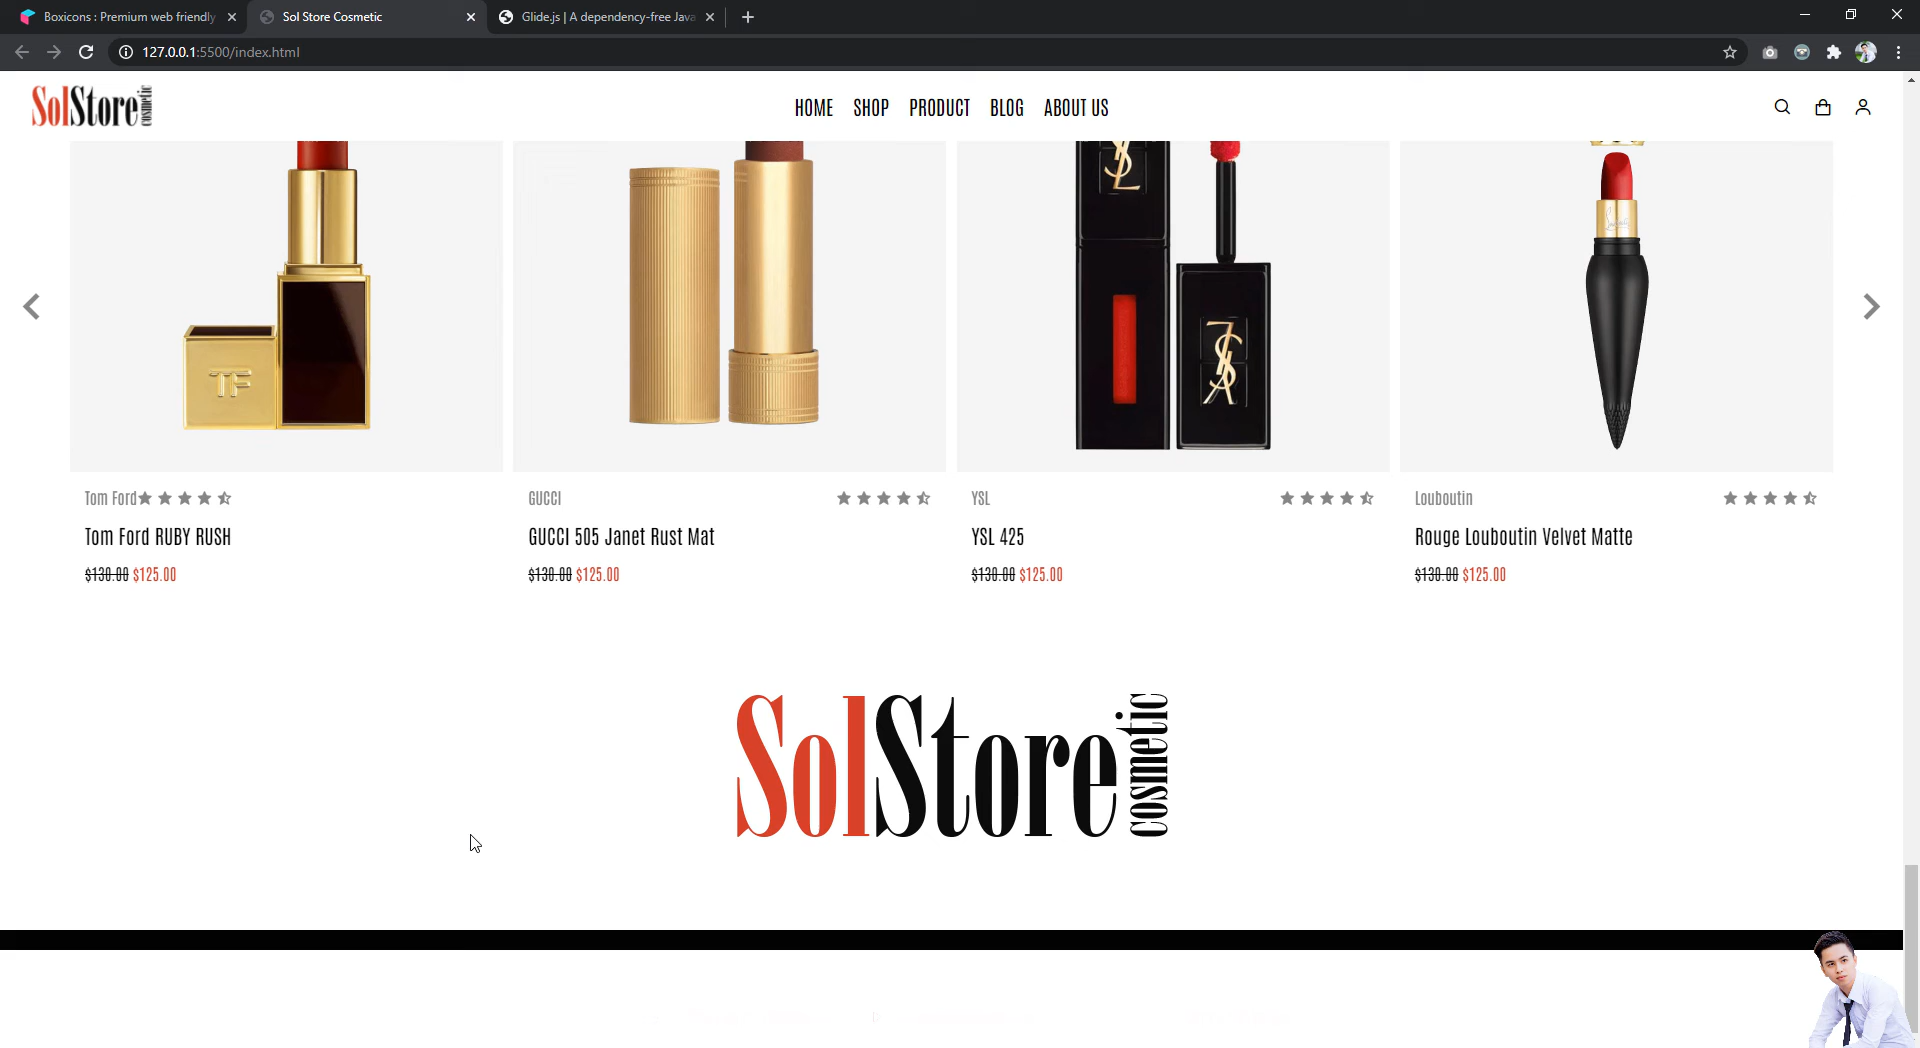 Boxicons : Premium web friendly
Sol Store Cosmetic
Glide.js | A dependency-free Java
127.0.0.1:5500/index.html
SolStore cosmetic
HOME SHOP PRODUCT BLOG ABOUT US
TF
YSL
YSL
Tom Ford
GUCCI
YSL
Louboutin
Tom Ford RUBY RUSH
GUCCI 505 Janet Rust Mat
YSL 425
Rouge Louboutin Velvet Matte
$130.00 $125.00
$130.00 $125.00
$130.00 $125.00
$130.00 $125.00
SolStore cosmetic